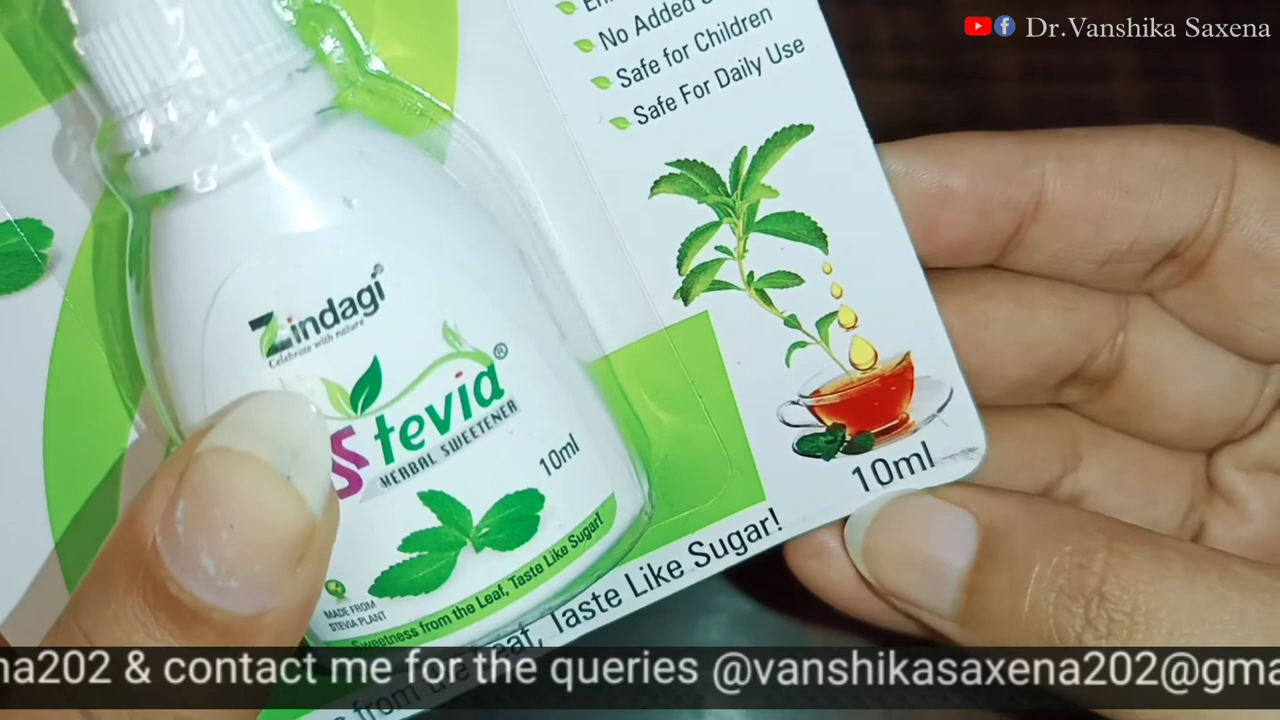 Dr.Vanshika Saxena
No Added
Safe for Children
Safe For Daily Use
Zindagi®
Celebrate with nature
Stevia®
HERBAL SWEETENER
10ml
MADE FROM
STEVIA PLANT
Sweetness from the Leaf, Taste Like Sugar!
10ml
from Leaf, Taste Like Sugar!
na202 & contact me for the queries @vanshikasaxena202@gma